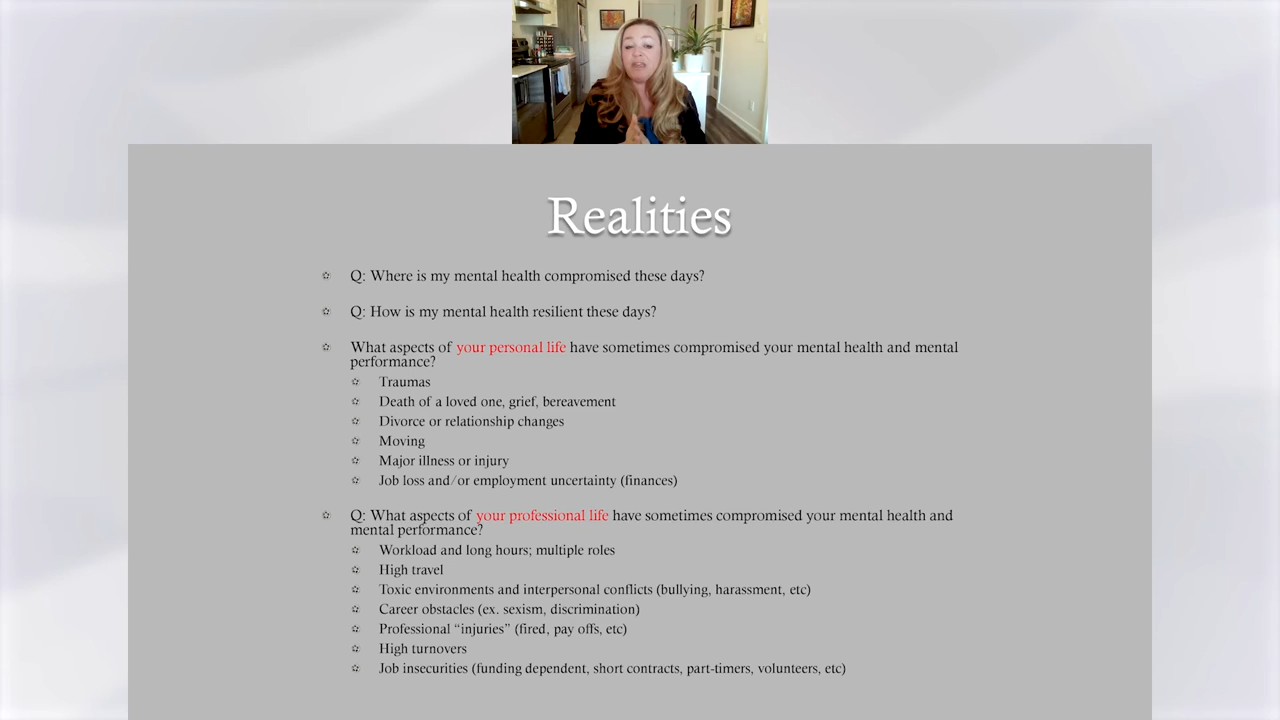 Realities
Q: Where is my mental health compromised these days?
Q: How is my mental health resilient these days?
What aspects of your personal life have sometimes compromised your mental health and mental
performance?
Traumas
Death of a loved one, grief, bereavement
Divorce or relationship changes
Moving
Major illness or injury
Job loss and/or employment uncertainty (finances)
Q: What aspects of your professional life have sometimes compromised your mental health and
mental performance?
Workload and long hours; multiple roles
High travel
Toxic environments and interpersonal conflicts (bullying, harassment, etc)
Career obstacles (ex. sexism, discrimination)
Professional “injuries” (fired, pay offs, etc)
High turnovers
Job insecurities (funding dependent, short contracts, part-timers, volunteers, etc)